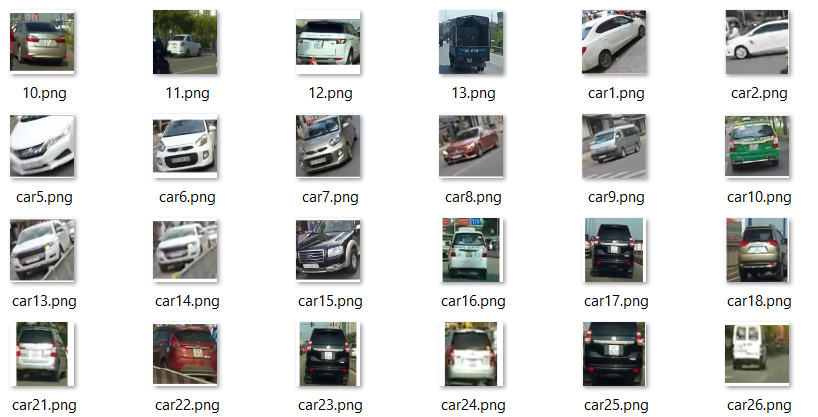 10.png 11.png 12.png 13.png car1.png car2.png
car5.png car6.png car7.png car8.png car9.png car10.png
car13.png car14.png car15.png car16.png car17.png car18.png
car21.png car22.png car23.png car24.png car25.png car26.png